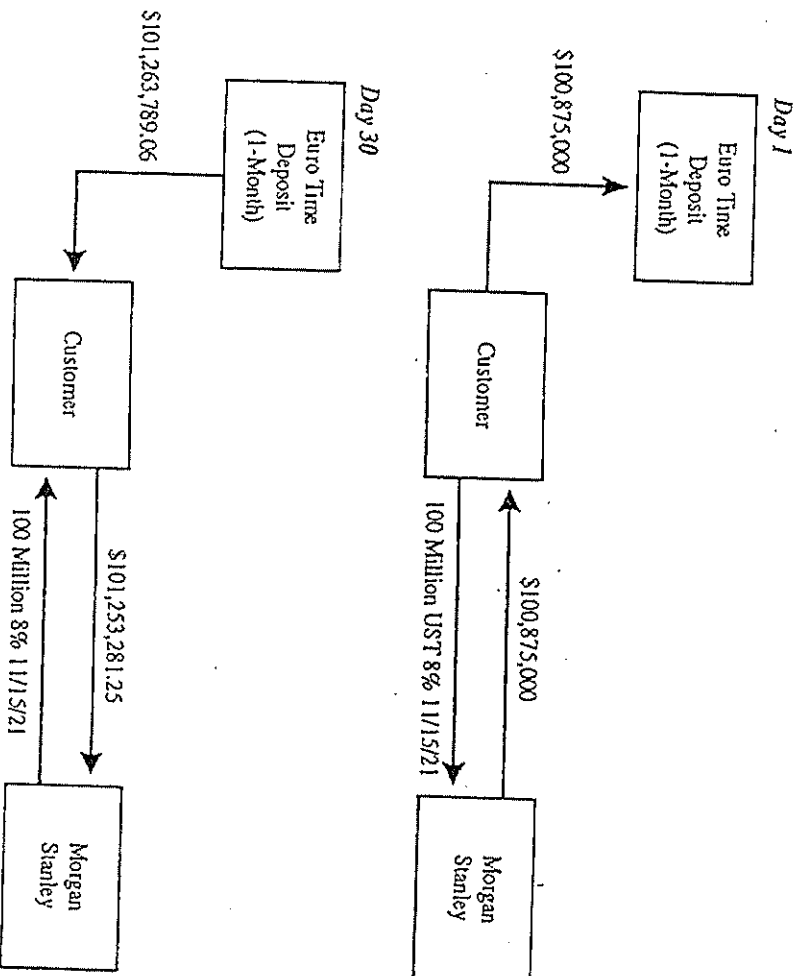 Day 1
Euro Time
Deposit
(1-Month)
$100,875,000
Customer
$100,875,000
100 Million UST 8% 11/15/21
Morgan
Stanley
Day 30
Euro Time
Deposit
(1-Month)
$101,263,789.06
Customer
$101,253,281.25
100 Million 8% 11/15/21
Morgan
Stanley